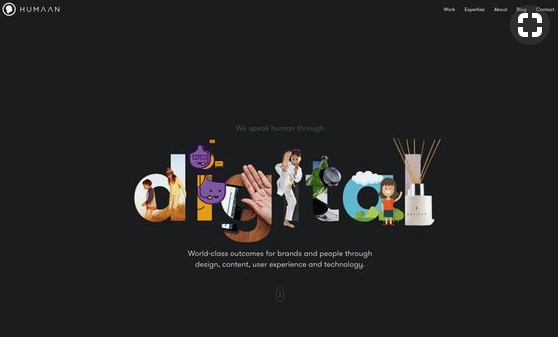 HUMAAN
Work Expertise About Blog Contact
We speak human through
digital
World-class outcomes for brands and people through
design, content, user experience and technology.